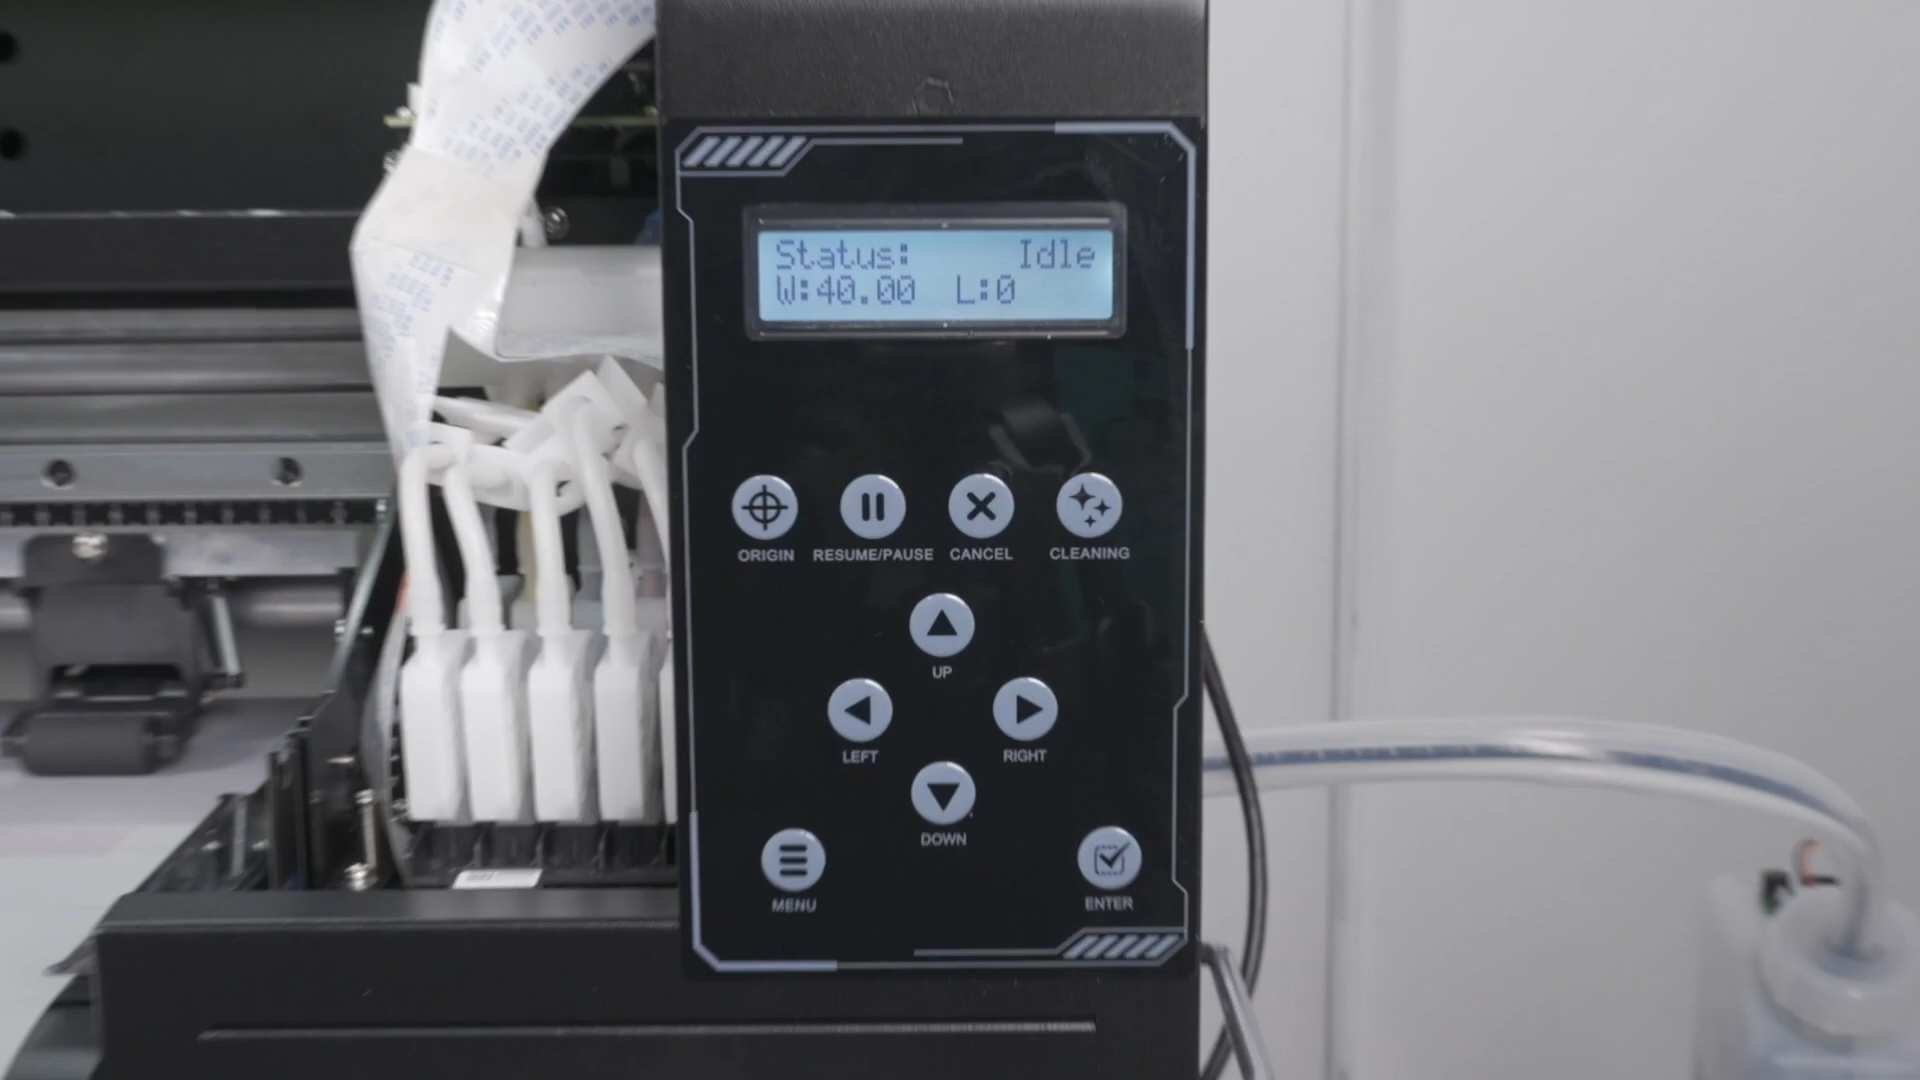 Status: Idle
W:40.00 L:0
ORIGIN RESUME/PAUSE CANCEL CLEANING
UP
LEFT RIGHT
DOWN
MENU ENTER